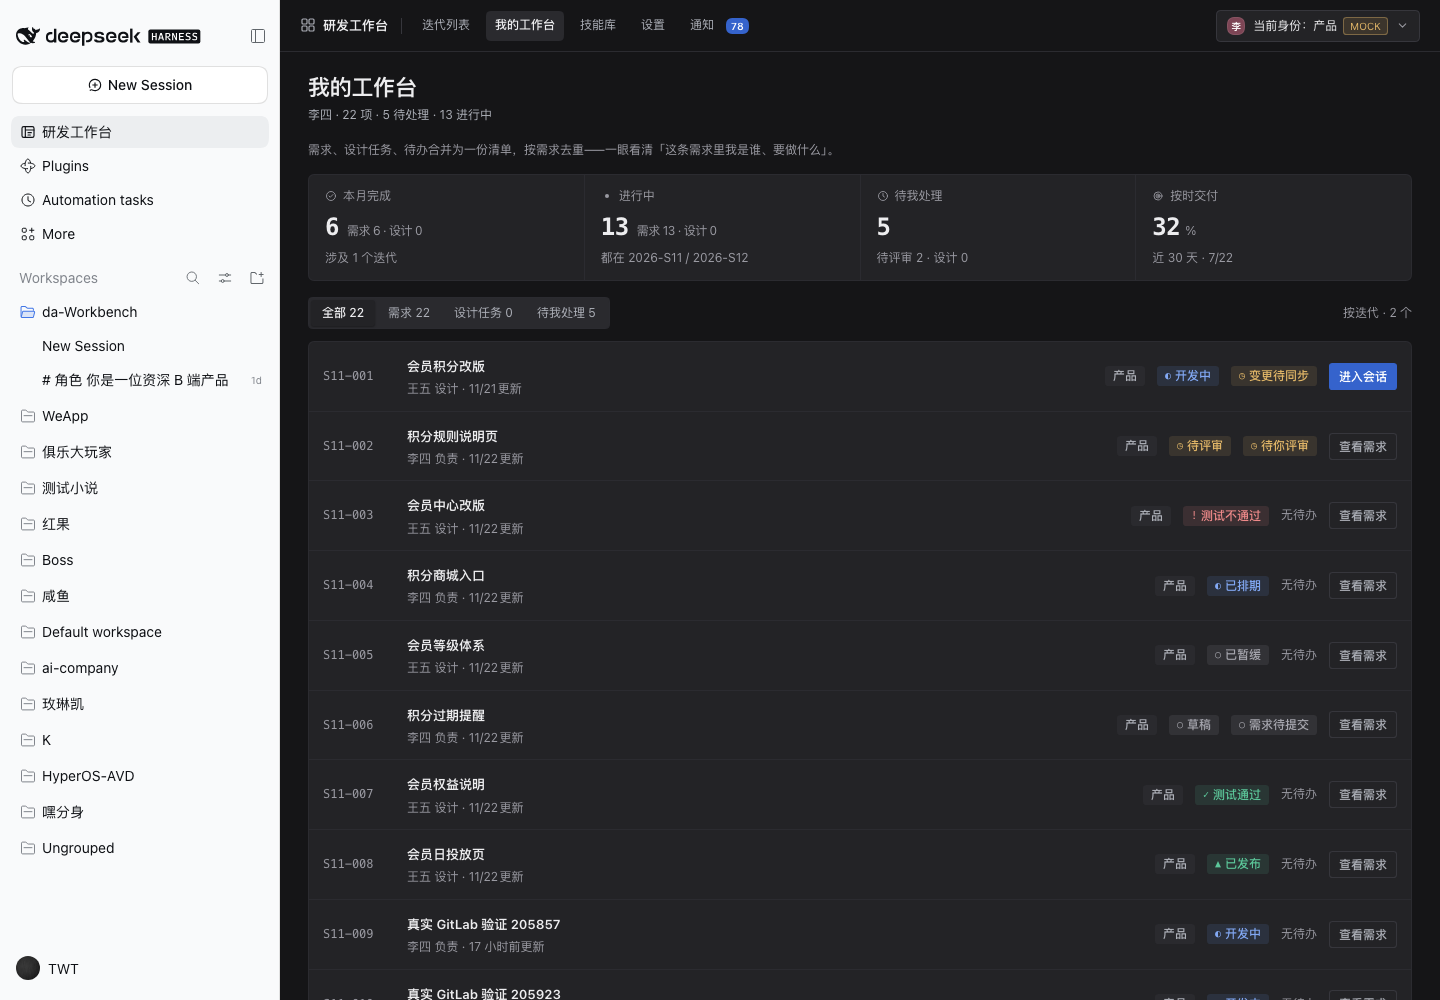 deepseek HARNESS
New Session
研发工作台
Plugins
Automation tasks
More
Workspaces
da-Workbench
New Session
# 角色 你是一位资深 B 端产品 1d
WeApp
俱乐大玩家
测试小说
红果
Boss
咸鱼
Default workspace
ai-company
玫琳凯
K
HyperOS-AVD
嘿分身
Ungrouped
TWT
研发工作台 迭代列表 我的工作台 技能库 设置 通知 78
李 当前身份：产品 MOCK
我的工作台
李四 · 22 项 · 5 待处理 · 13 进行中
需求、设计任务、待办合并为一份清单，按需求去重——一眼看清「这条需求里我是谁、要做什么」。
本月完成
6 需求 6 · 设计 0
涉及 1 个迭代
进行中
13 需求 13 · 设计 0
都在 2026-S11 / 2026-S12
待我处理
5
待评审 2 · 设计 0
按时交付
32 %
近 30 天 · 7/22
全部 22 需求 22 设计任务 0 待我处理 5
按迭代 · 2 个
S11-001 会员积分改版
王五 设计 · 11/21更新
产品 开发中 变更待同步 进入会话
S11-002 积分规则说明页
李四 负责 · 11/22更新
产品 待评审 待你评审 查看需求
S11-003 会员中心改版
王五 设计 · 11/22更新
产品 ! 测试不通过 无待办 查看需求
S11-004 积分商城入口
李四 负责 · 11/22更新
产品 已排期 无待办 查看需求
S11-005 会员等级体系
王五 设计 · 11/22更新
产品 已暂缓 无待办 查看需求
S11-006 积分过期提醒
李四 负责 · 11/22更新
产品 草稿 需求待提交 查看需求
S11-007 会员权益说明
王五 设计 · 11/22更新
产品 ✓ 测试通过 无待办 查看需求
S11-008 会员日投放页
王五 设计 · 11/22更新
产品 ▲ 已发布 无待办 查看需求
S11-009 真实 GitLab 验证 205857
李四 负责 · 17 小时前更新
产品 开发中 无待办 查看需求
真实 GitLab 验证 205923